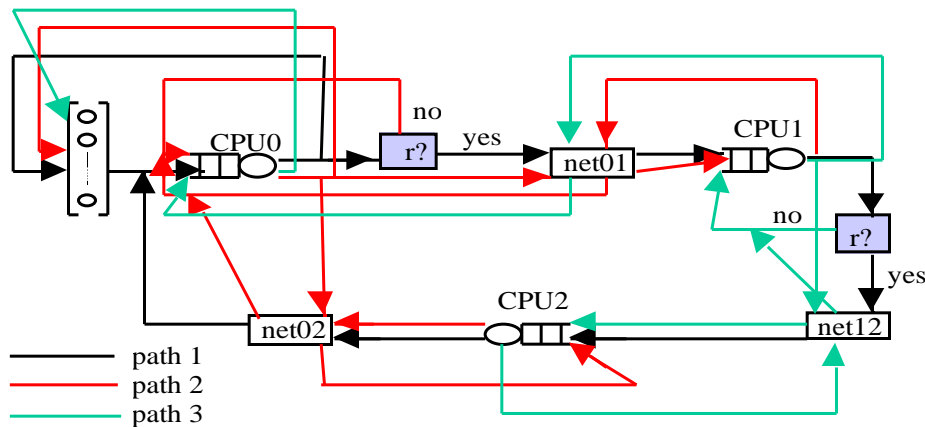 no
CPU0
yes
r?
net01
CPU1
no
r?
yes
CPU2
net02
net12
path 1
path 2
path 3